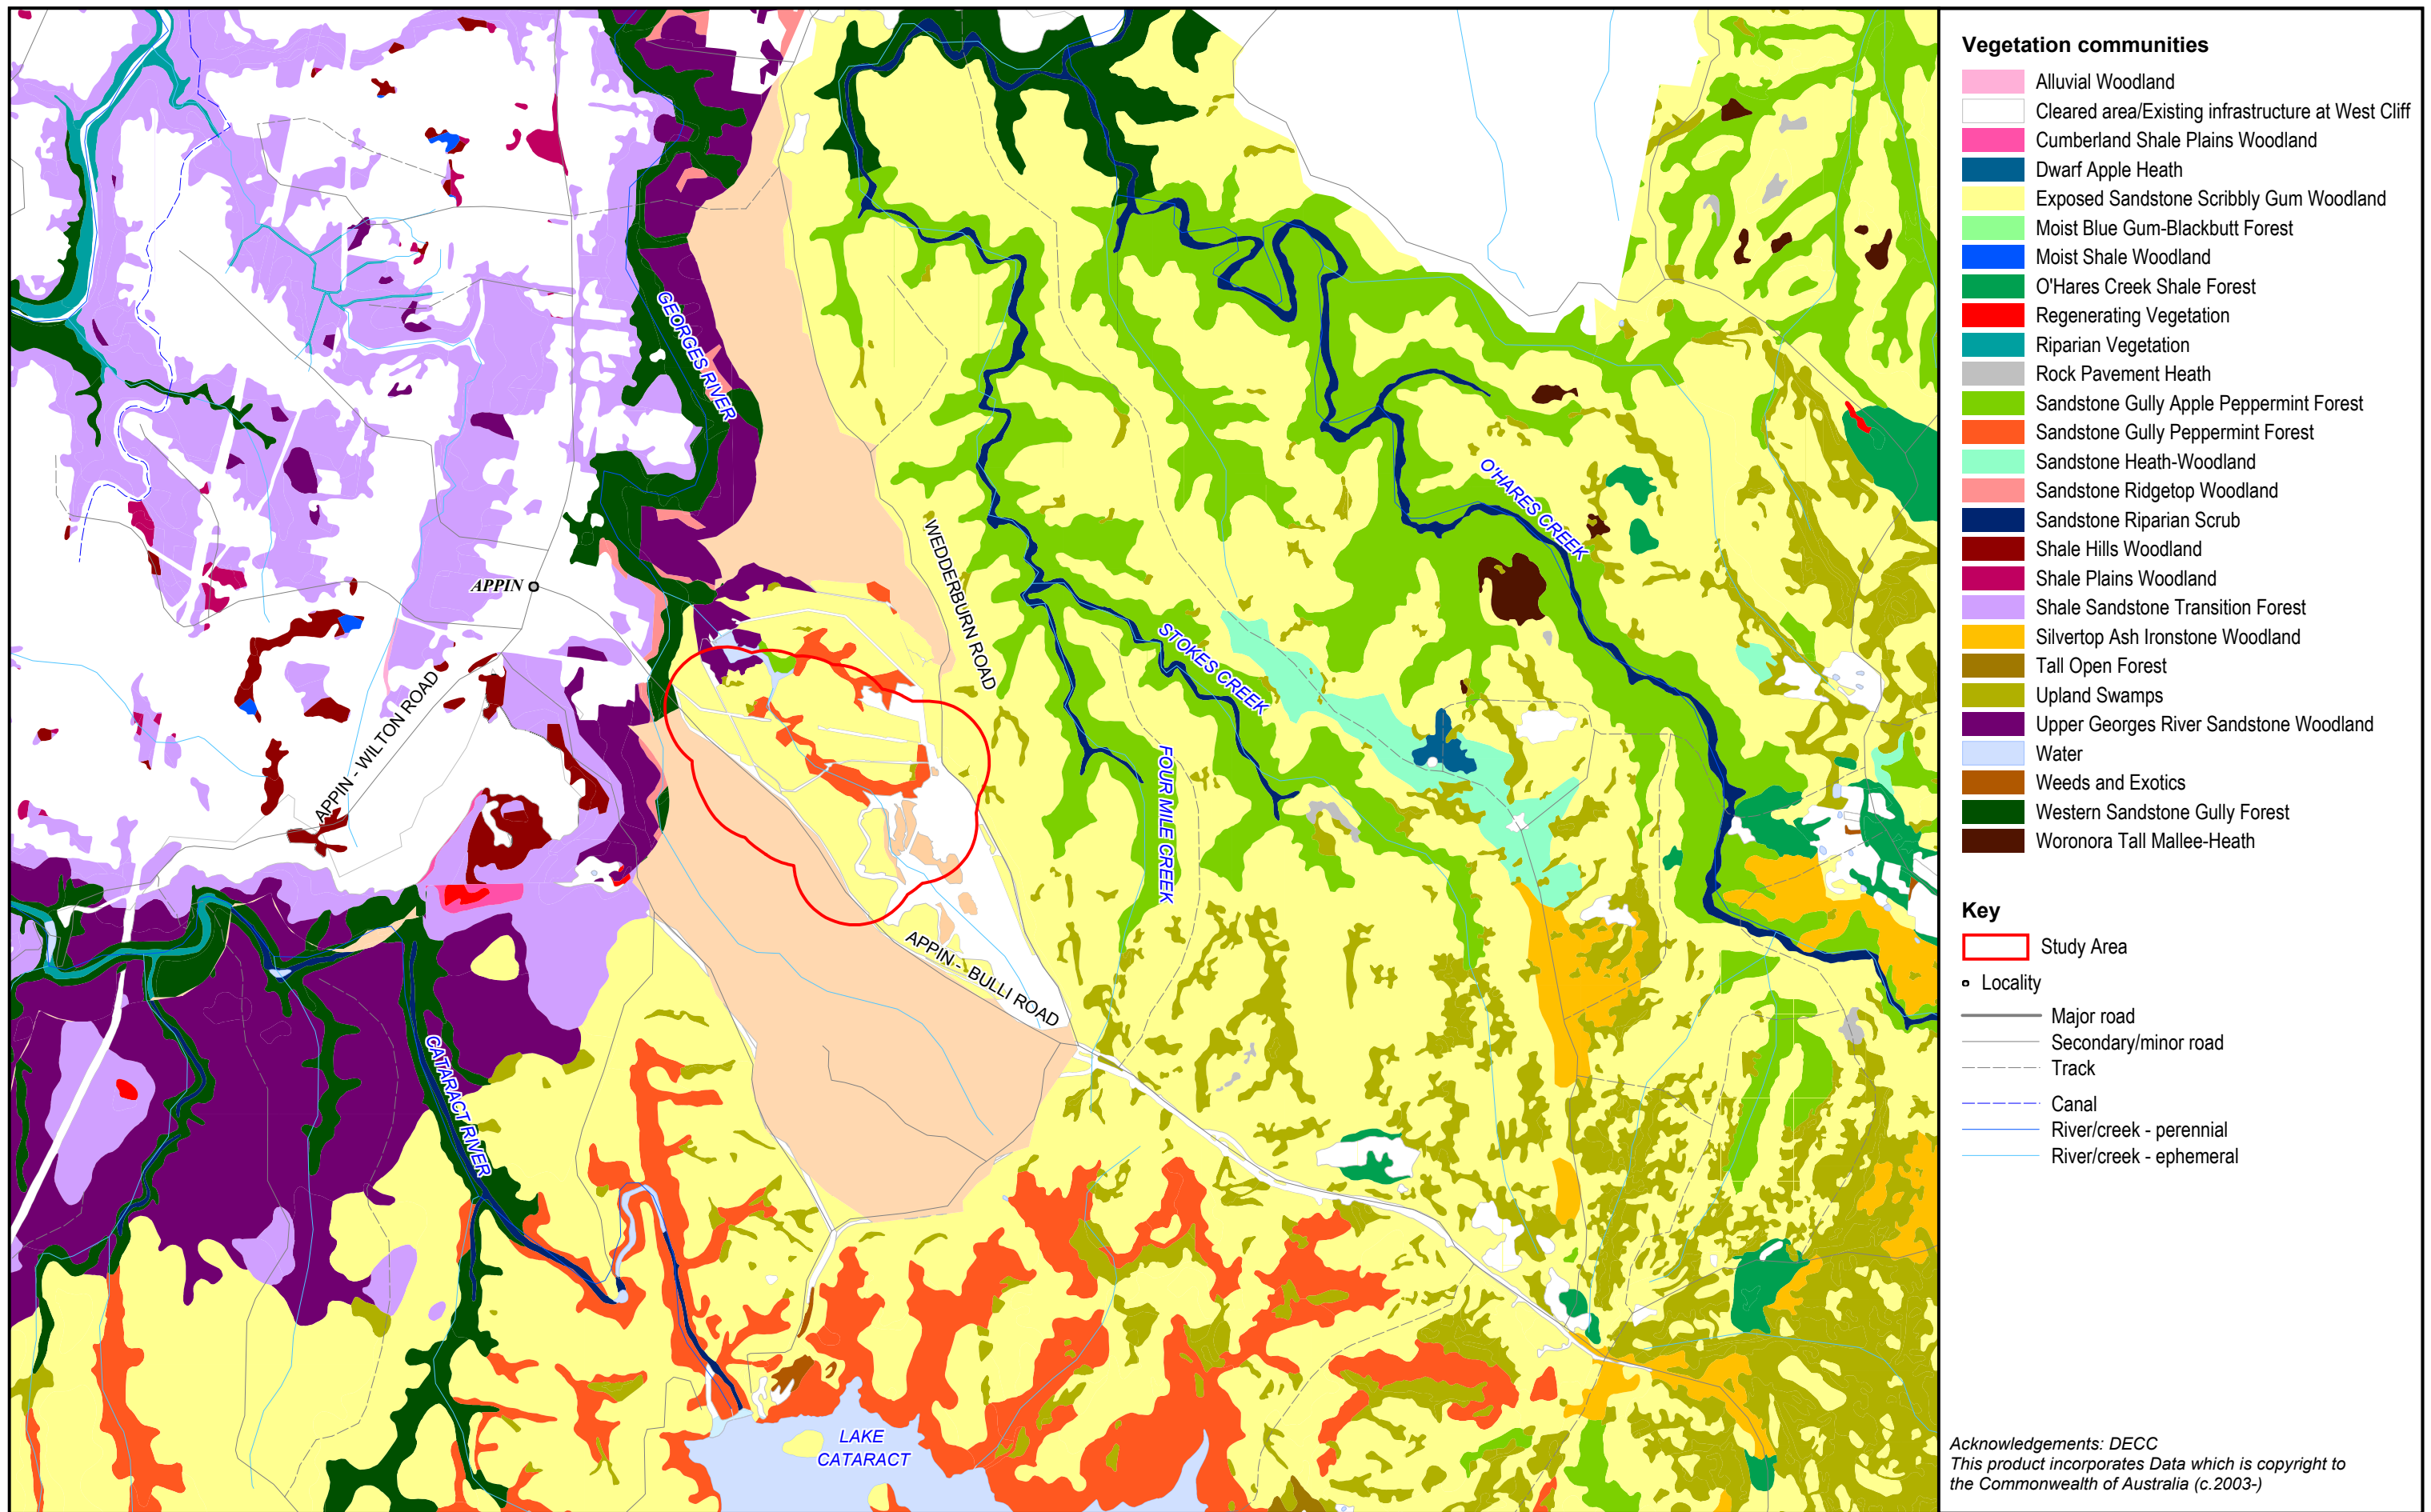 GEORGES RIVER
WEDDERBURN ROAD
O'HARES CREEK
APPIN
STOKES CREEK
APPIN - WILTON ROAD
FOUR MILE CREEK
APPIN - BULLI ROAD
CATARACT RIVER
LAKE
CATARACT
Vegetation communities
Alluvial Woodland
Cleared area/Existing infrastructure at West Cliff
Cumberland Shale Plains Woodland
Dwarf Apple Heath
Exposed Sandstone Scribbly Gum Woodland
Moist Blue Gum-Blackbutt Forest
Moist Shale Woodland
O'Hares Creek Shale Forest
Regenerating Vegetation
Riparian Vegetation
Rock Pavement Heath
Sandstone Gully Apple Peppermint Forest
Sandstone Gully Peppermint Forest
Sandstone Heath-Woodland
Sandstone Ridgetop Woodland
Sandstone Riparian Scrub
Shale Hills Woodland
Shale Plains Woodland
Shale Sandstone Transition Forest
Silvertop Ash Ironstone Woodland
Tall Open Forest
Upland Swamps
Upper Georges River Sandstone Woodland
Water
Weeds and Exotics
Western Sandstone Gully Forest
Woronora Tall Mallee-Heath
Key
Study Area
Locality
Major road
Secondary/minor road
Track
Canal
River/creek - perennial
River/creek - ephemeral
Acknowledgements: DECC
This product incorporates Data which is copyright to
the Commonwealth of Australia (c.2003-)